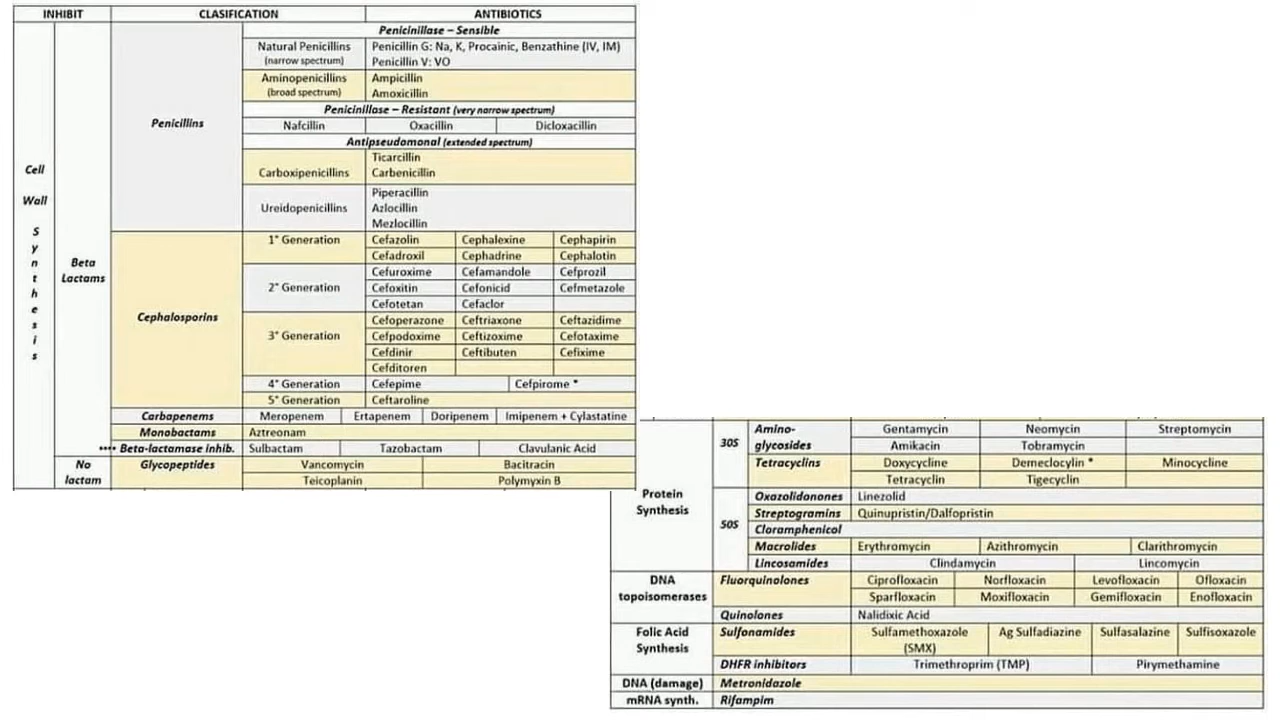 INHIBIT CLASIFICATION ANTIBIOTICS
Cell
Wall
S
y
n
t
h
e
s
i
s
Beta
Lactams
Penicillins
Penicinillase – Sensible
Natural Penicillins
(narrow spectrum)
Penicillin G: Na, K, Procainic, Benzathine (IV, IM)
Penicillin V: VO
Aminopenicillins
(broad spectrum)
Ampicillin
Amoxicillin
Penicinillase – Resistant (very narrow spectrum)
Nafcillin Oxacillin Dicloxacillin
Antipseudomonal (extended spectrum)
Carboxipenicillins
Ticarcillin
Carbenicillin
Ureidopenicillins
Piperacillin
Azlocillin
Mezlocillin
Cephalosporins
1° Generation
Cefazolin Cephalexine Cephapirin
Cefadroxil Cephadrine Cephalotin
2° Generation
Cefuroxime Cefamandole Cefprozil
Cefoxitin Cefonicid Cefmetazole
Cefotetan Cefaclor
3° Generation
Cefoperazone Ceftriaxone Ceftazidime
Cefpodoxime Ceftizoxime Cefotaxime
Cefdinir Ceftibuten Cefixime
Cefditoren
4° Generation Cefepime Cefpirome *
5° Generation Ceftaroline
Carbapenems Meropenem Ertapenem Doripenem Imipenem + Cylastatine
Monobactams Aztreonam
**** Beta-lactamase inhib. Sulbactam Tazobactam Clavulanic Acid
No
lactam
Glycopeptides
Vancomycin Bacitracin
Teicoplanin Polymyxin B
Protein
Synthesis
30S
Amino-
glycosides
Gentamycin Neomycin Streptomycin
Amikacin Tobramycin
Tetracyclins
Doxycycline Demeclocylin * Minocycline
Tetracyclin Tigecyclin
50S
Oxazolidonones Linezolid
Streptogramins Quinupristin/Dalfopristin
Cloramphenicol
Macrolides Erythromycin Azithromycin Clarithromycin
Lincosamides Clindamycin Lincomycin
DNA
topoisomerases
Fluorquinolones
Ciprofloxacin Norfloxacin Levofloxacin Ofloxacin
Sparfloxacin Moxifloxacin Gemifloxacin Enofloxacin
Quinolones Nalidixic Acid
Folic Acid
Synthesis
Sulfonamides
Sulfamethoxazole
(SMX)
Ag Sulfadiazine Sulfasalazine Sulfisoxazole
DHFR inhibitors Trimethroprim (TMP) Pirymethamine
DNA (damage) Metronidazole
mRNA synth. Rifampim